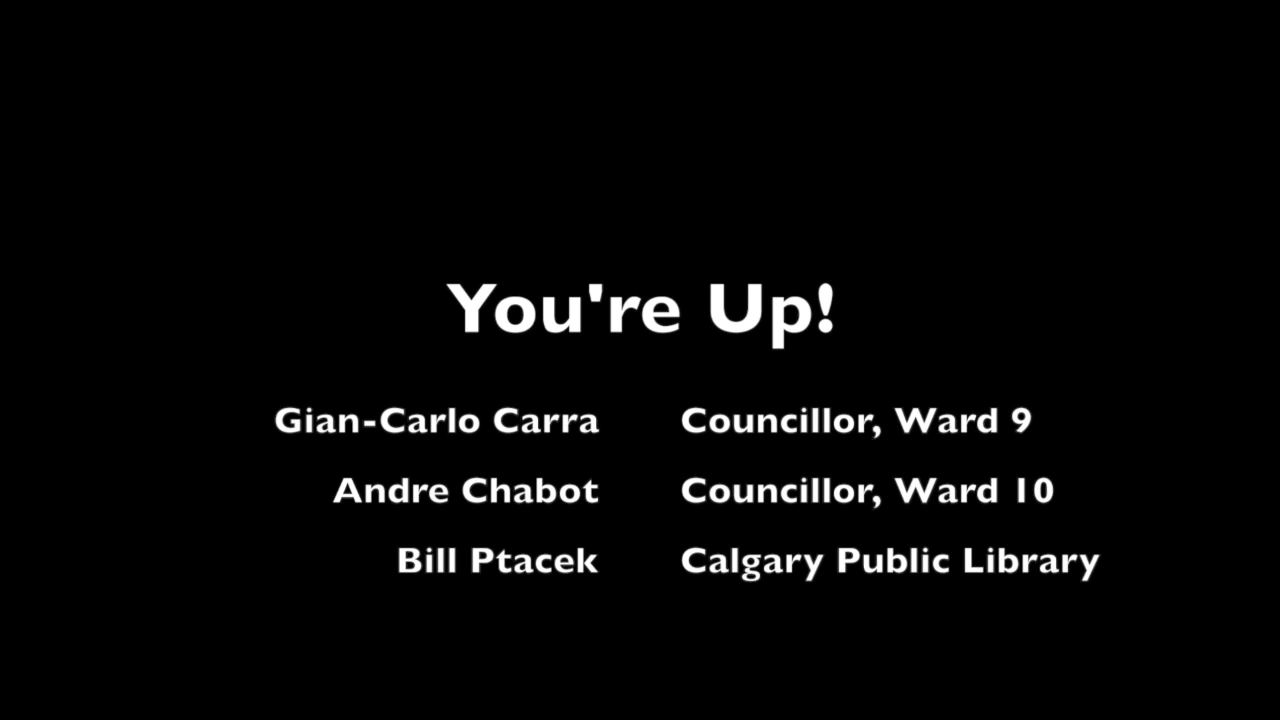 You're Up!
Gian-Carlo Carra Councillor, Ward 9
Andre Chabot Councillor, Ward 10
Bill Ptacek Calgary Public Library